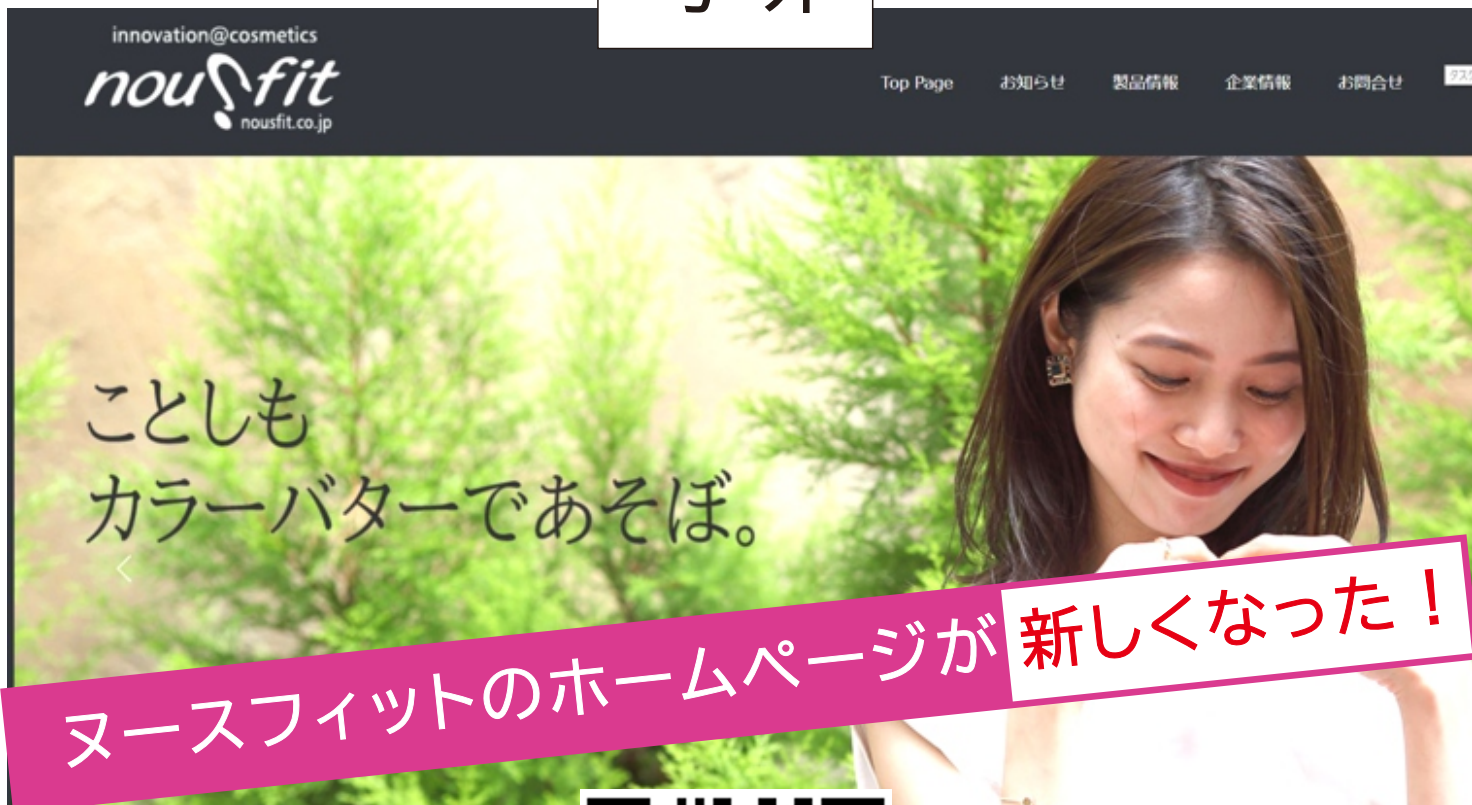 innovation@cosmetics
nousfit
nousfit.co.jp
Top Page お知らせ 製品情報 企業情報 お問合せ
ことしも
カラーバターであそぼ。
ヌースフィットのホームページが新しくなった！